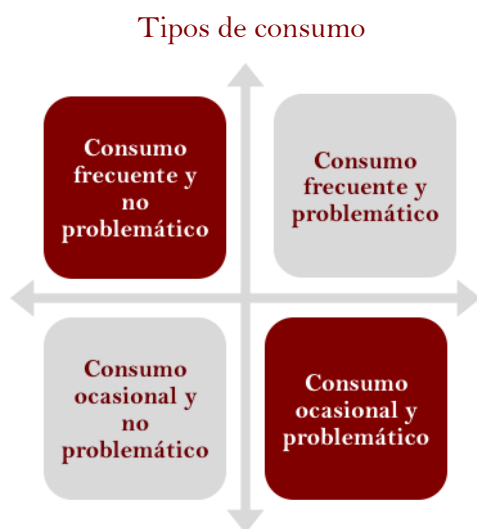 Tipos de consumo
Consumo
frecuente y
no
problemático
Consumo
frecuente y
problemático
Consumo
ocasional y
no
problemático
Consumo
ocasional y
problemático